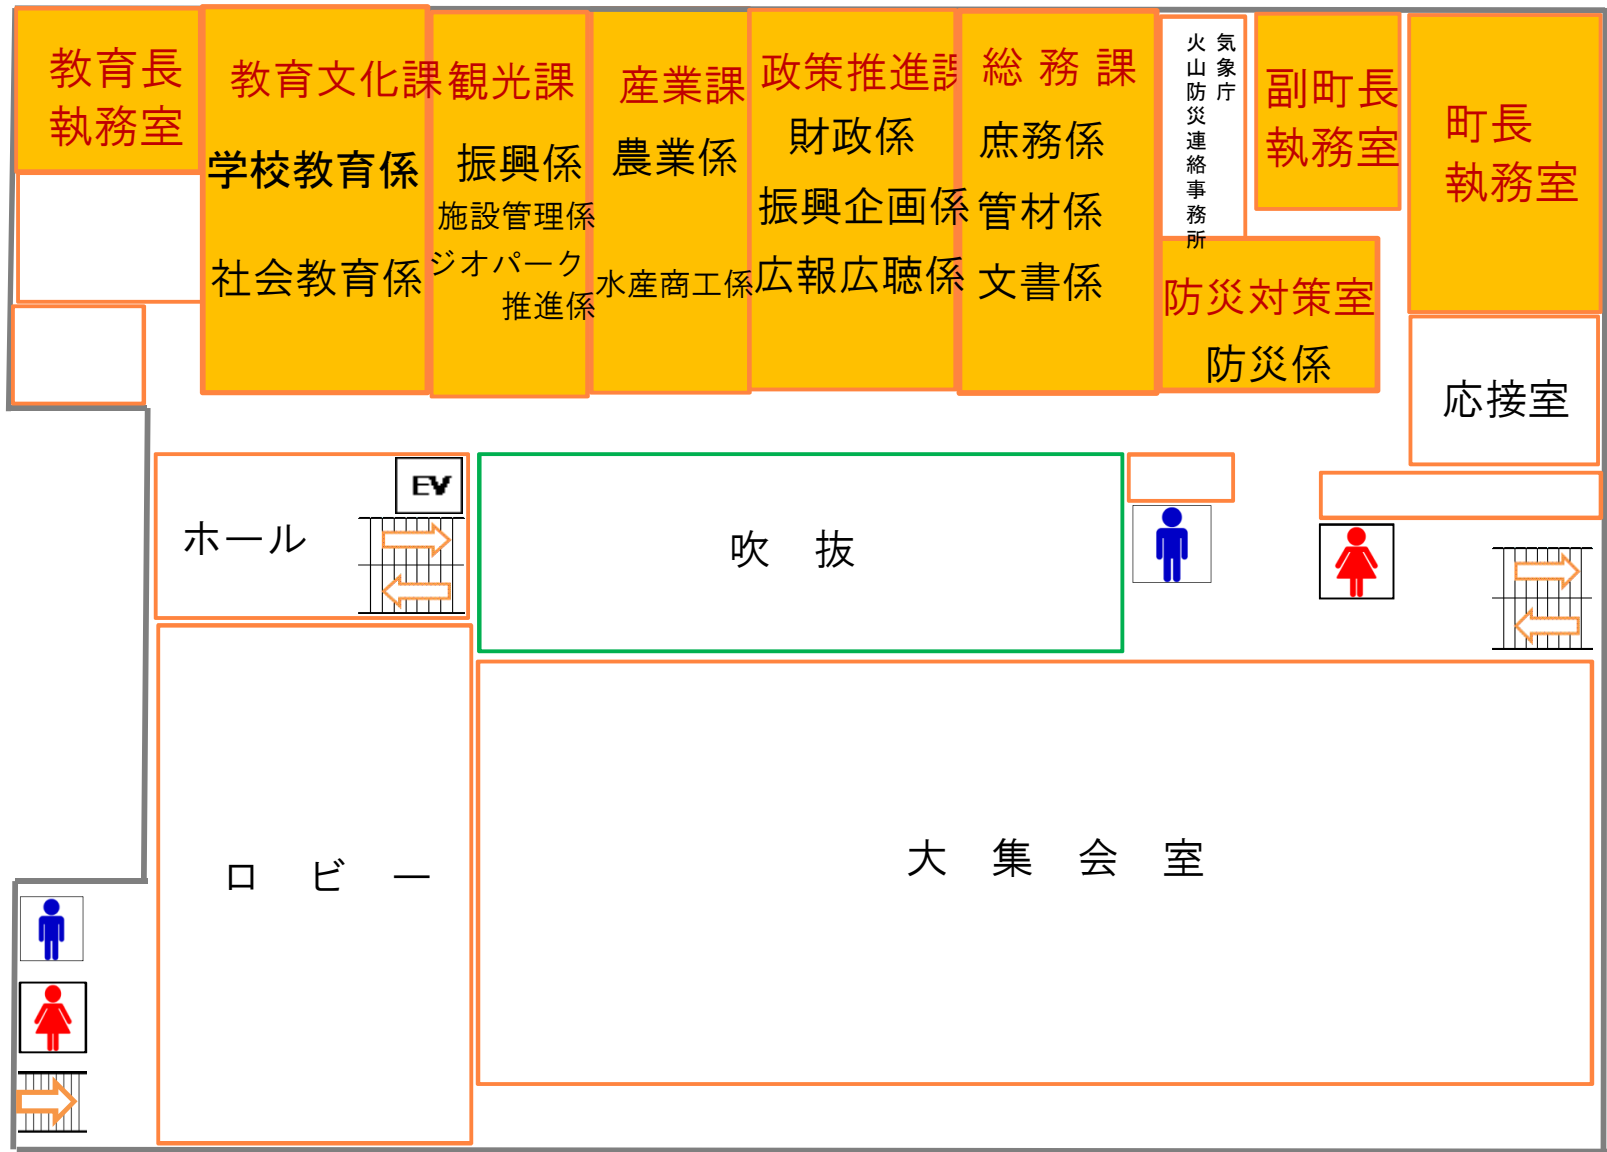 教育長
執務室
教育文化課
学校教育係
社会教育係
観光課
振興係
施設管理係
ジオパーク
推進係
産業課
農業係
水産商工係
政策推進課
財政係
振興企画係
広報広聴係
総務課
庶務係
管材係
文書係
気象庁
火山防災連絡事務所
防災対策室
防災係
副町長
執務室
町長
執務室
応接室
EV
ホール
吹 抜
ロ ビ ー
大 集 会 室